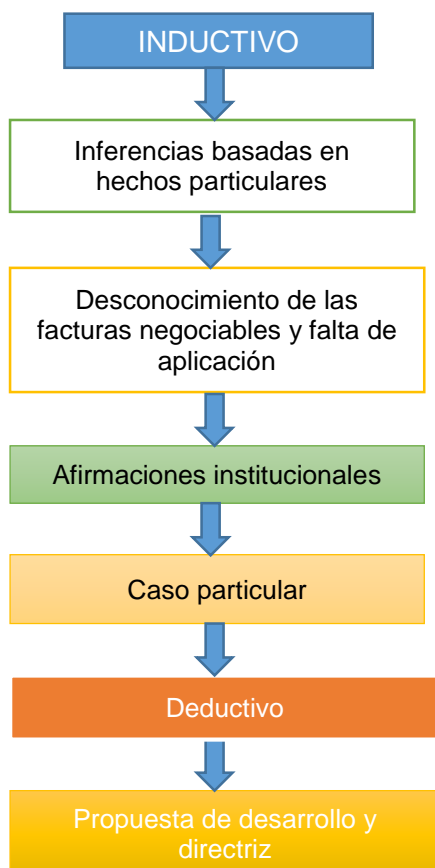 INDUCTIVO
Inferencias basadas en
hechos particulares
Desconocimiento de las
facturas negociables y falta de
aplicación
Afirmaciones institucionales
Caso particular
Deductivo
Propuesta de desarrollo y
directriz